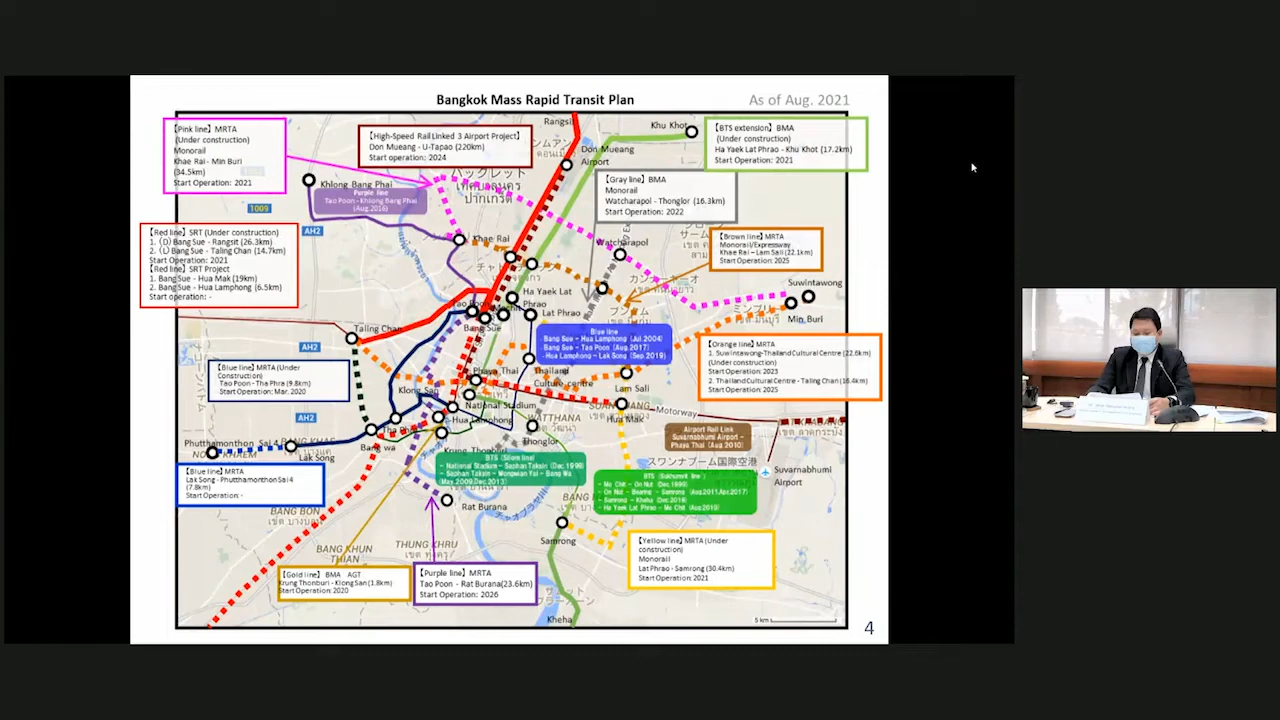 Bangkok Mass Rapid Transit Plan
As of Aug. 2021
【Pink line】 MRTA
(Under construction)
Monorail
Khae Rai - Min Buri
(34.5km)
Start Operation: 2021
【High-Speed Rail Linked 3 Airport Project】
Don Mueang - U-Tapao (220km)
Start operation: 2024
Rangsit
Khu Khot
【BTS extension】 BMA
(Under construction)
Ha Yaek Lat Phrao - Khu Khot (17.2km)
Start Operation: 2021
Don Mueang
Airport
Khlong Bang Phai
Purple line
Tao Poon - Khlong Bang Phai
(Aug.2016)
1009
AH2
【Gray line】 BMA
Monorail
Watcharapol - Thonglor (16.3km)
Start Operation: 2022
【Red line】 SRT (Under construction)
1. (D) Bang Sue - Rangsit (26.3km)
2. (L) Bang Sue - Taling Chan (14.7km)
Start Operation: 2021
【Red line】 SRT Project
1. Bang Sue - Hua Mak (19km)
2. Bang Sue - Hua Lamphong (6.5km)
Start operation: -
Khae Rai
Watcharapol
【Brown line】 MRTA
Monorail/Expressway
Khae Rai – Lam Sali (22.1km)
Start Operation: 2025
Suwintawong
Min Buri
Ha Yaek Lat
Phrao
Tao Poon
Lat Phrao
Bang Sue
Taling Chan
AH2
Blue line
- Bang Sue – Hua Lamphong (Jul 2004)
- Bang Sue – Tao Poon (Aug.2017)
- Hua Lamphong – Lak Song (Sep 2019)
【Orange line】 MRTA
1. Suwintawong-Thailand Cultural Centre (22.6km)
(Under construction)
Start Operation: 2023
2. Thailand Cultural Centre - Taling Chan (16.4km)
Start Operation: 2025
【Blue line】 MRTA (Under
Construction)
Tao Poon - Tha Phra (9.8km)
Start Operation: Mar. 2020
Phaya Thai
Thailand
Culture centre
Lam Sali
Klong San
National Stadium
AH2
Hua Lamphong
WATTHANA
Hua Mak
Motorway
Tha Phra
Thonglor
Airport Rail Link
Suvarnabhumi Airport –
Phaya Thai (Aug.2010)
Phutthamonthon Sai 4
Lak Song
Bang wa
Krung Thonburi
スワンナプーム国際空港
Suvarnabhumi
Airport
BTS (Silom line)
- National Stadium – Saphan Taksin (Dec.1999)
- Saphan Taksin – Wongwian Yai – Bang Wa
(May.2009,Dec.2013)
BTS (Sukhumvit line)
- Mo Chit – On Nut (Dec.1999)
- On Nut – Bearing – Samrong (Aug.2011,Apr.2017)
- Samrong – Kheha (Dec.2018)
- Ha Yaek Lat Phrao – Mo Chit (Aug.2019)
【Blue line】 MRTA
Lak Song - Phutthamonthon Sai 4
(7.8km)
Start Operation: -
Rat Burana
BANG BON
Samrong
THUNG KHRU
BANG KHUN
THIAN
【Yellow line】 MRTA (Under
construction)
Monorail
Lat Phrao - Samrong (30.4km)
Start Operation: 2021
【Gold line】 BMA AGT
Krung Thonburi - Klong San (1.8km)
Start Operation: 2020
【Purple line】 MRTA
Tao Poon - Rat Burana(23.6km)
Start Operation: 2026
Kheha
5 km
4